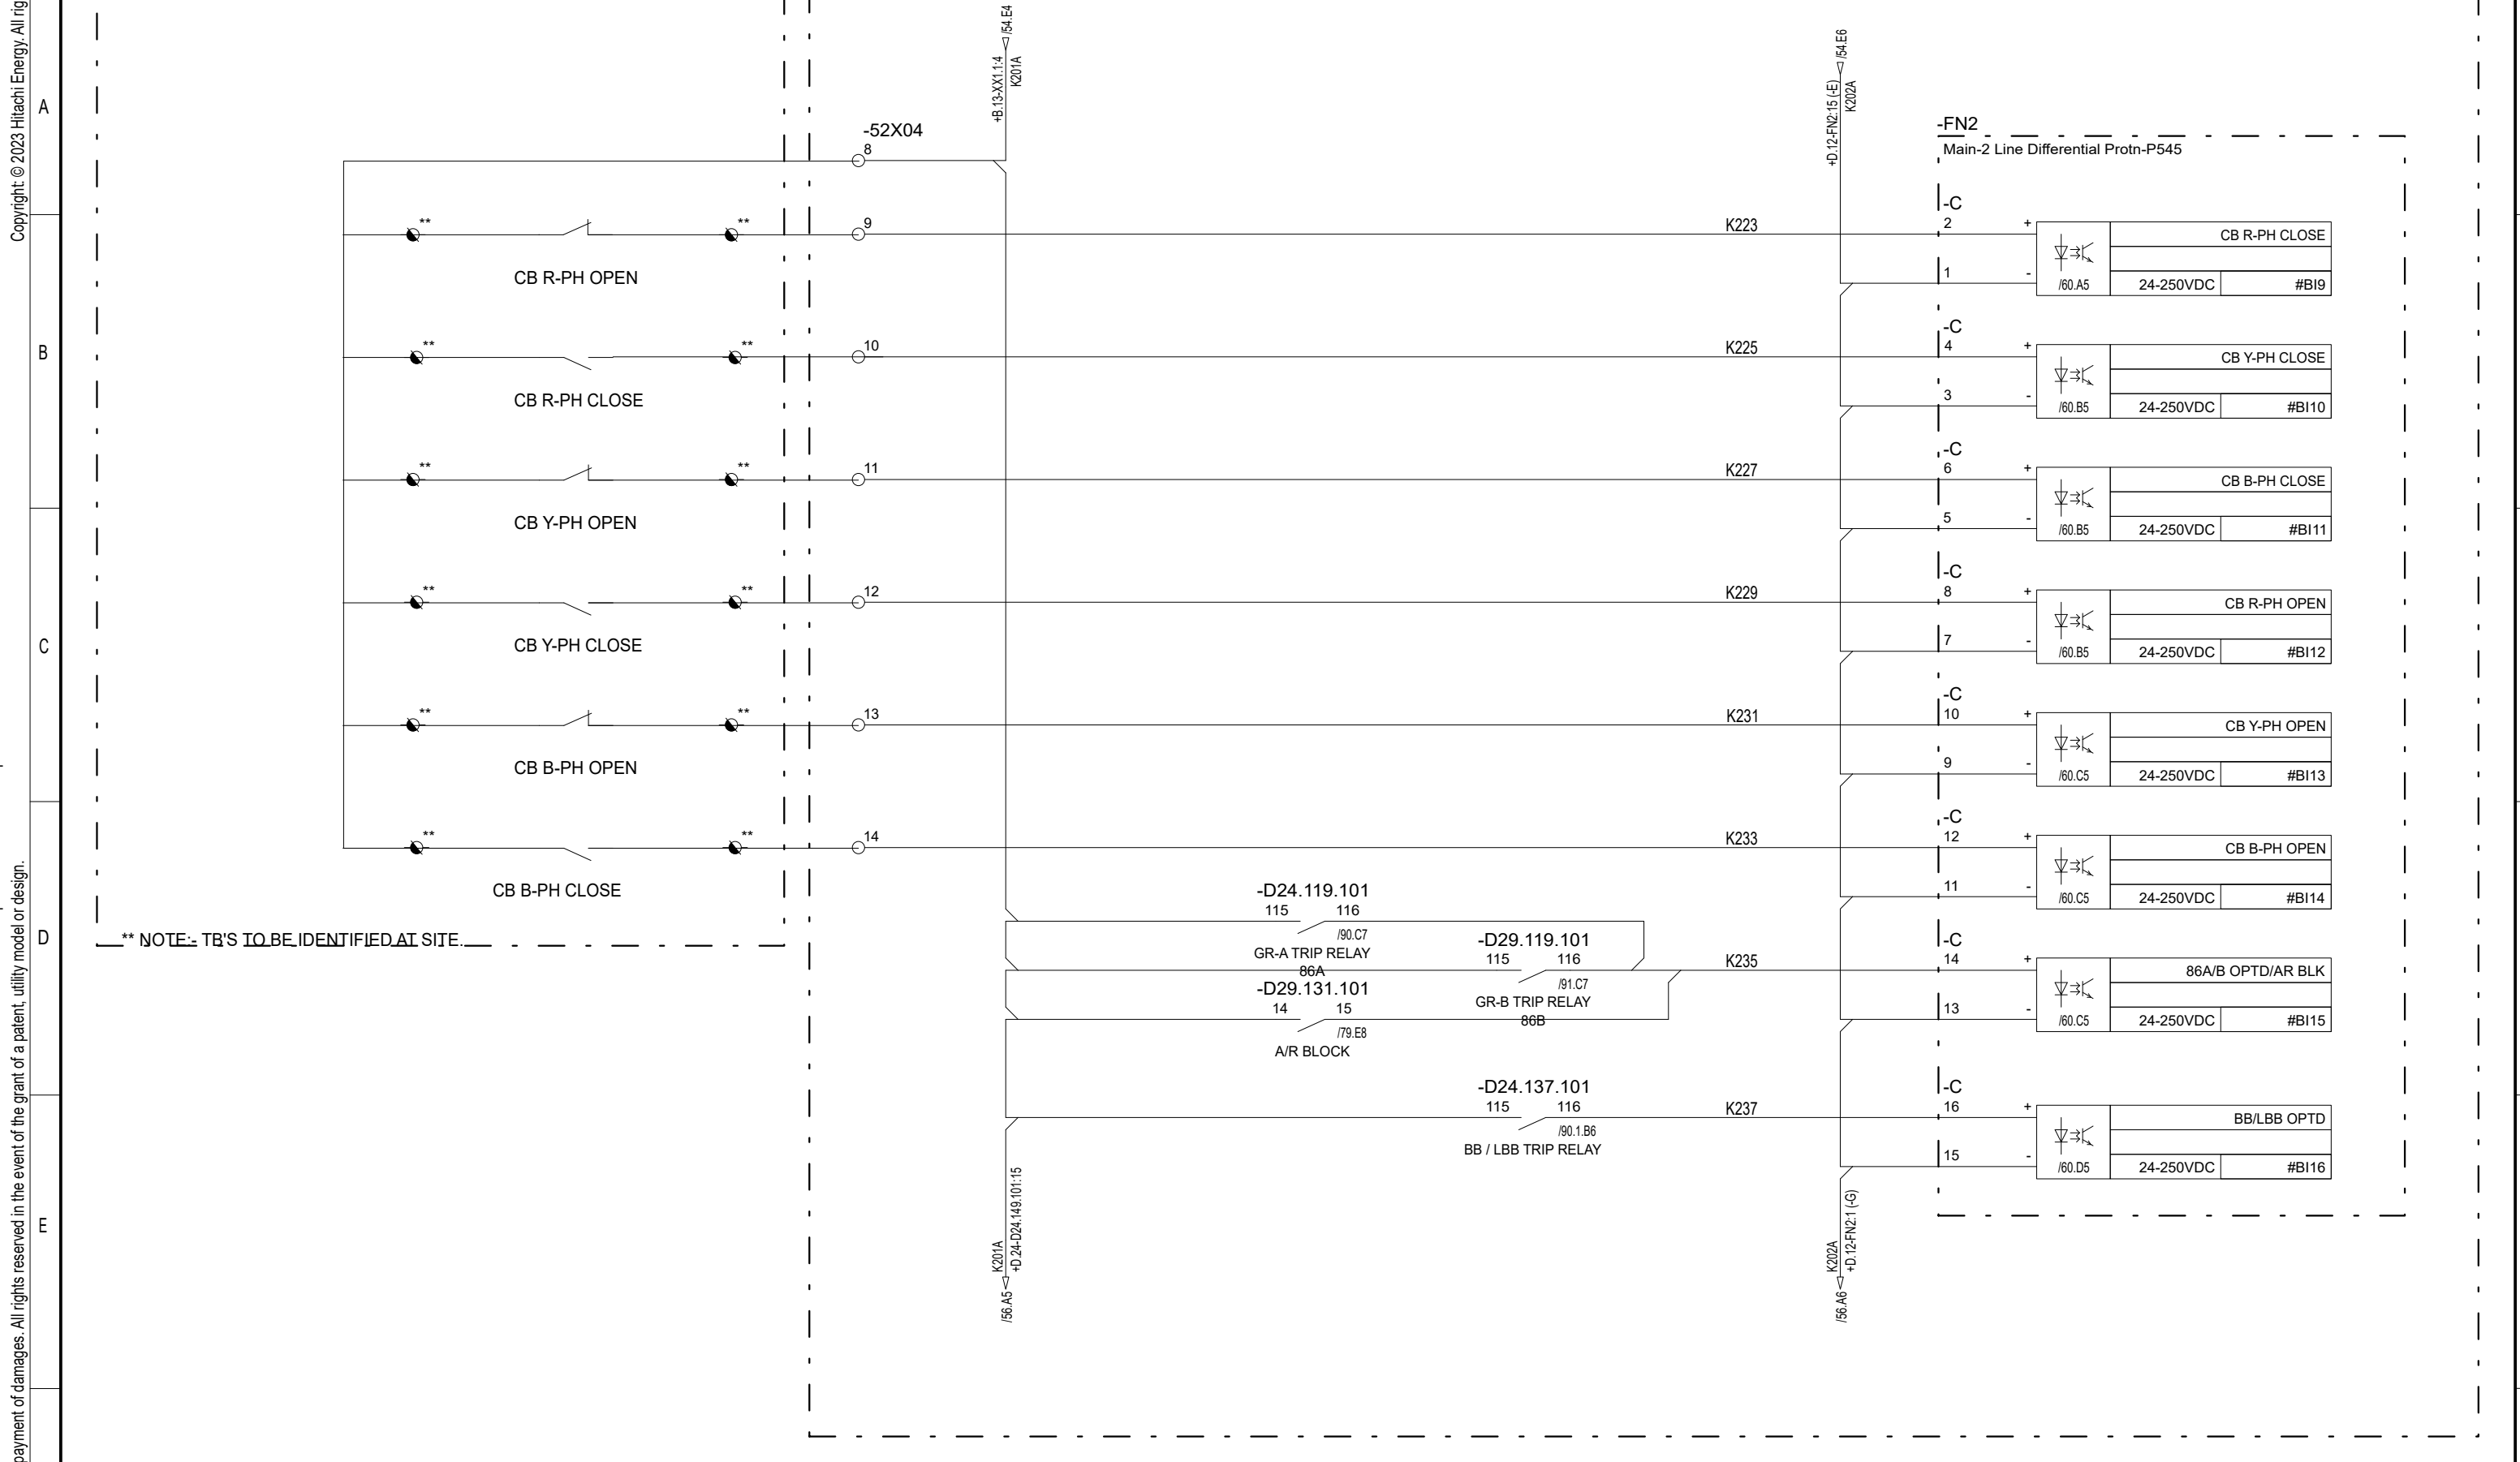 Copyright: © 2023 Hitachi Energy. All rig
payment of damages. All rights reserved in the event of the grant of a patent, utility model or design.
A
B
C
D
E
/54.E4
+B.13-XX1.1:4
K201A
/54.E6
+D.12-FN2:15 (-E)
K202A
-52X04
8
-FN2
Main-2 Line Differential Protn-P545
** ** 9 K223
CB R-PH OPEN
-C
2 + CB R-PH CLOSE
1 - /60.A5 24-250VDC #BI9
** ** 10 K225
CB R-PH CLOSE
-C
4 + CB Y-PH CLOSE
3 - /60.B5 24-250VDC #BI10
** ** 11 K227
CB Y-PH OPEN
-C
6 + CB B-PH CLOSE
5 - /60.B5 24-250VDC #BI11
** ** 12 K229
CB Y-PH CLOSE
-C
8 + CB R-PH OPEN
7 - /60.B5 24-250VDC #BI12
** ** 13 K231
CB B-PH OPEN
-C
10 + CB Y-PH OPEN
9 - /60.C5 24-250VDC #BI13
** ** 14 K233
CB B-PH CLOSE
-C
12 + CB B-PH OPEN
11 - /60.C5 24-250VDC #BI14
** NOTE:- TB'S TO BE IDENTIFIED AT SITE.
-D24.119.101
115 116
/90.C7
GR-A TRIP RELAY
86A
-D29.119.101
115 116
/91.C7
GR-B TRIP RELAY
86B
K235
-D29.131.101
14 15
/79.E8
A/R BLOCK
-C
14 + 86A/B OPTD/AR BLK
13 - /60.C5 24-250VDC #BI15
-D24.137.101
115 116
/90.1.B6
BB / LBB TRIP RELAY
K237
-C
16 + BB/LBB OPTD
15 - /60.D5 24-250VDC #BI16
K201A
+D.24-D24.149.101:15
/56.A5
K202A
+D.12-FN2:1 (-G)
/56.A6